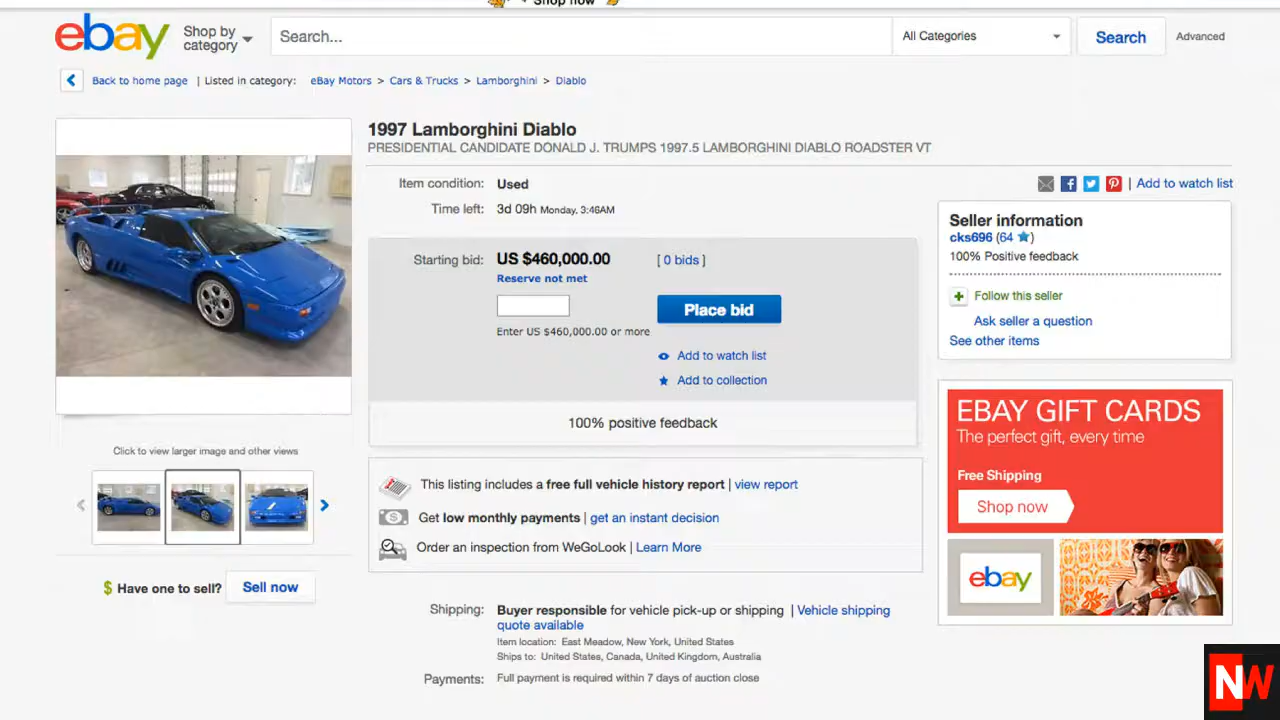 Shop now
ebay
Shop by
category
Search...
All Categories
Search
Advanced
Back to home page | Listed in category: eBay Motors > Cars & Trucks > Lamborghini > Diablo
1997 Lamborghini Diablo
PRESIDENTIAL CANDIDATE DONALD J. TRUMPS 1997.5 LAMBORGHINI DIABLO ROADSTER VT
Item condition: Used
Time left: 3d 09h Monday, 3:46AM
| Add to watch list
Starting bid: US $460,000.00 [ 0 bids ]
Reserve not met
Place bid
Enter US $460,000.00 or more
Add to watch list
Add to collection
100% positive feedback
Seller information
cks696 (64 ★)
100% Positive feedback
Follow this seller
Ask seller a question
See other items
EBAY GIFT CARDS
The perfect gift, every time
Free Shipping
Shop now
ebay
Click to view larger image and other views
$ Have one to sell? Sell now
This listing includes a free full vehicle history report | view report
Get low monthly payments | get an instant decision
Order an inspection from WeGoLook | Learn More
Shipping: Buyer responsible for vehicle pick-up or shipping | Vehicle shipping
quote available
Item location: East Meadow, New York, United States
Ships to: United States, Canada, United Kingdom, Australia
Payments: Full payment is required within 7 days of auction close
NW